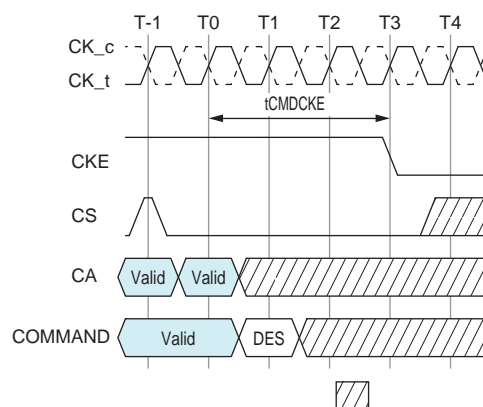 T-1 T0 T1 T2 T3 T4
CK_c
CK_t
tCMDCKE
CKE
CS
CA Valid Valid
COMMAND Valid DES